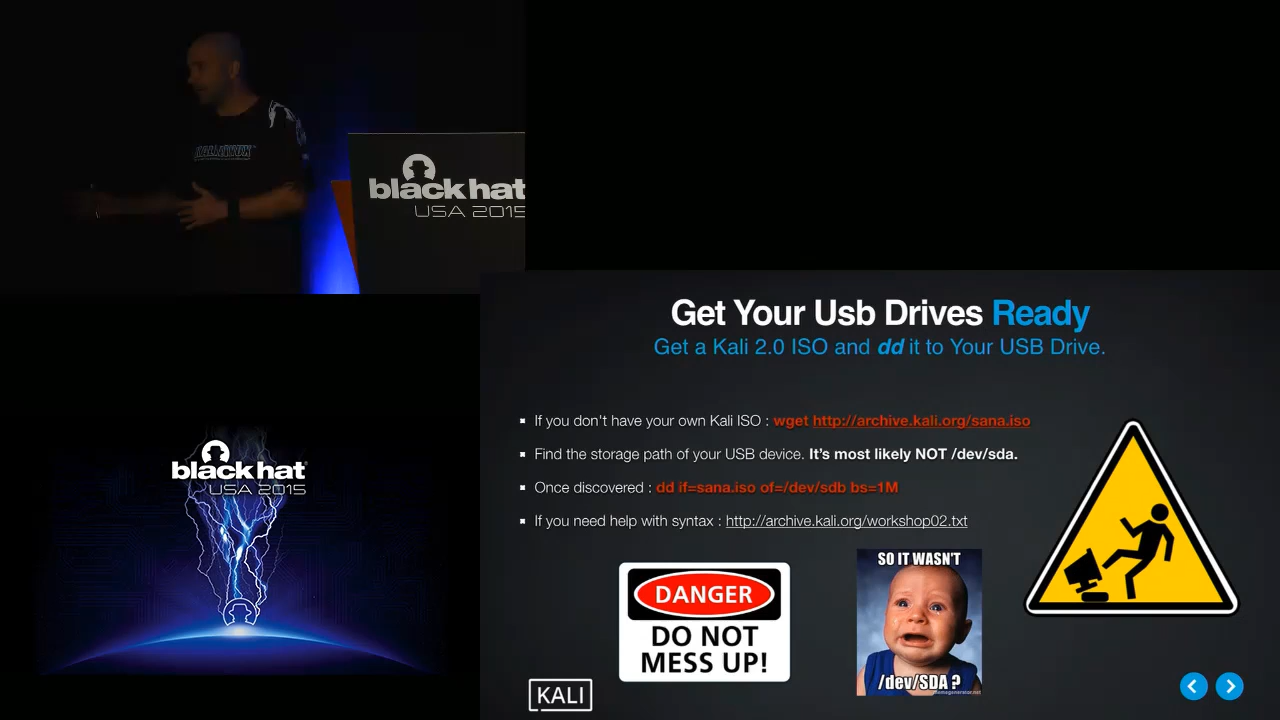 KALI LINUX
black hat
USA 2015
Get Your Usb Drives Ready
Get a Kali 2.0 ISO and dd it to Your USB Drive.
If you don't have your own Kali ISO : wget http://archive.kali.org/sana.iso
Find the storage path of your USB device. It's most likely NOT /dev/sda.
Once discovered : dd if=sana.iso of=/dev/sdb bs=1M
If you need help with syntax : http://archive.kali.org/workshop02.txt
DANGER
DO NOT
MESS UP!
SO IT WASN'T
/dev/SDA ?
KALI
black hat
USA 2015